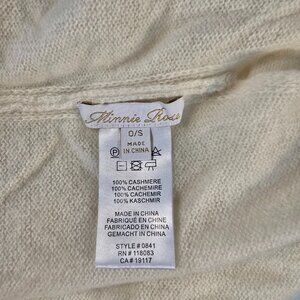 Minnie Rose
O/S
MADE
IN CHINA
P
A
100% CASHMERE
100% CACHEMIRE
100% CACHEMIR
100% KASCHMIR
MADE IN CHINA
FABRIQUÉ EN CHINE
FABRICADO EN CHINA
GEMACHT IN CHINA
STYLE # 0841
RN # 118083
CA # 19117